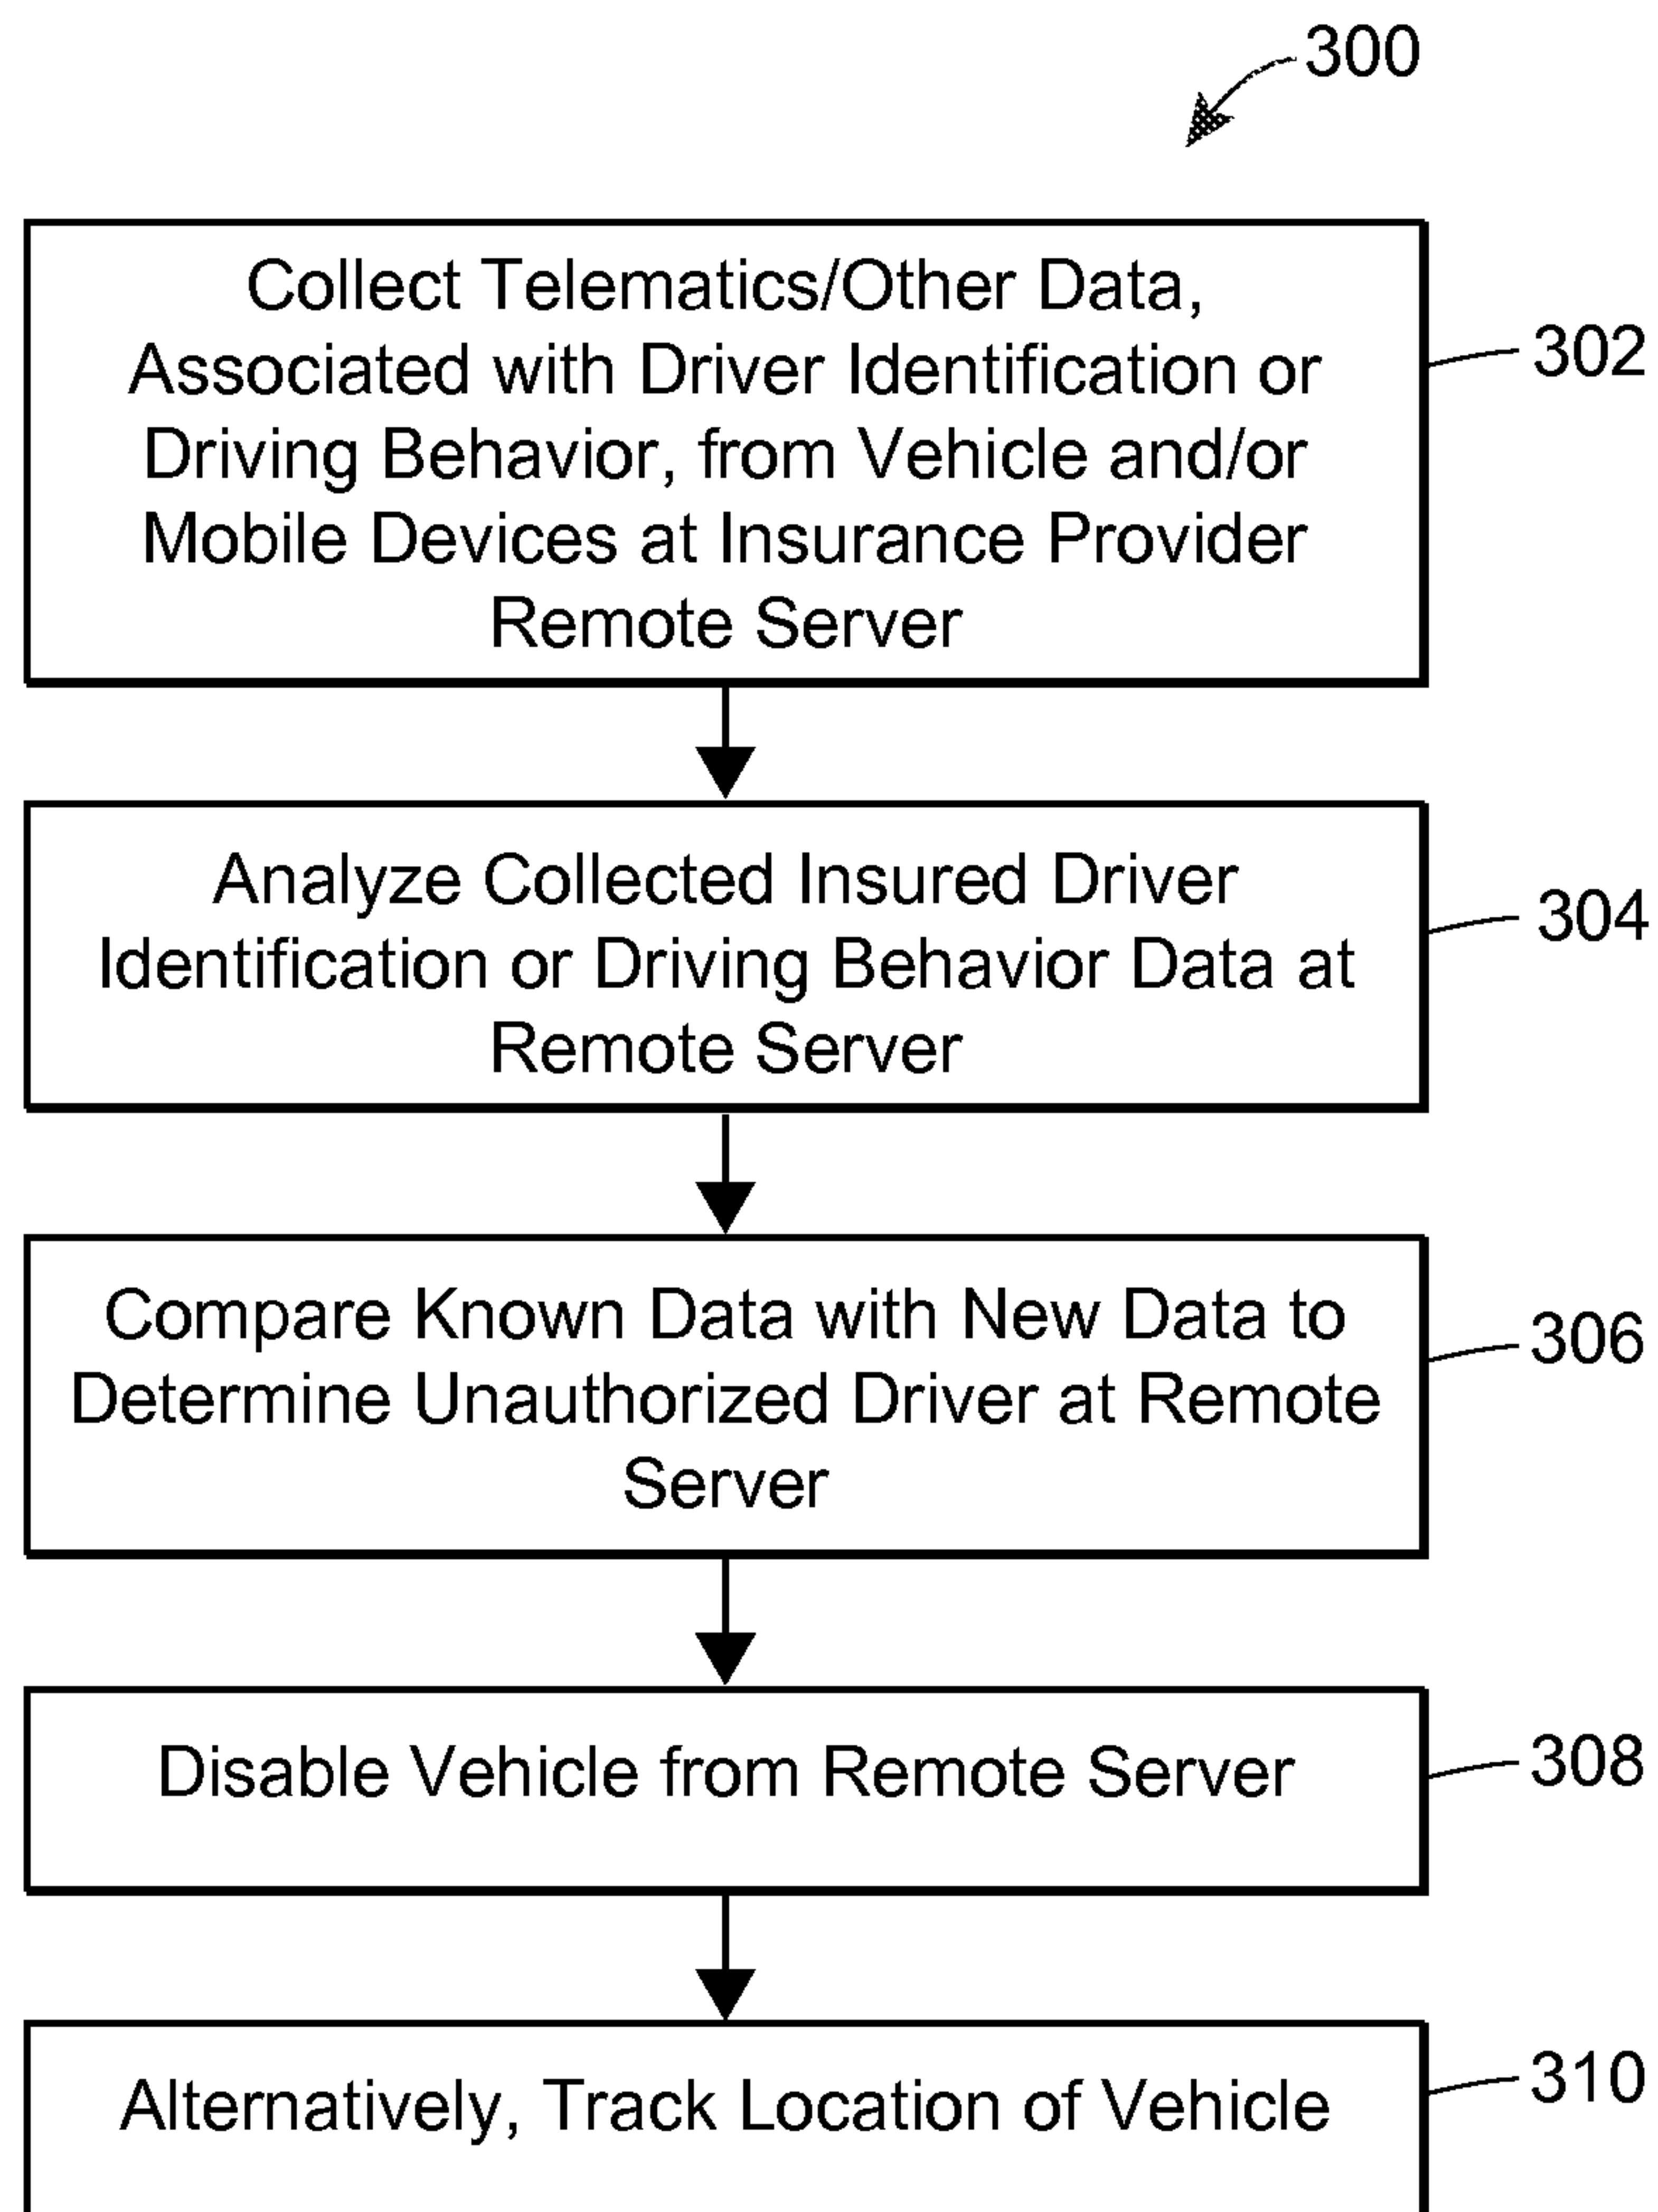 300
Collect Telematics/Other Data,
Associated with Driver Identification or
Driving Behavior, from Vehicle and/or
Mobile Devices at Insurance Provider
Remote Server
302
Analyze Collected Insured Driver
Identification or Driving Behavior Data at
Remote Server
304
Compare Known Data with New Data to
Determine Unauthorized Driver at Remote
Server
306
Disable Vehicle from Remote Server
308
Alternatively, Track Location of Vehicle
310